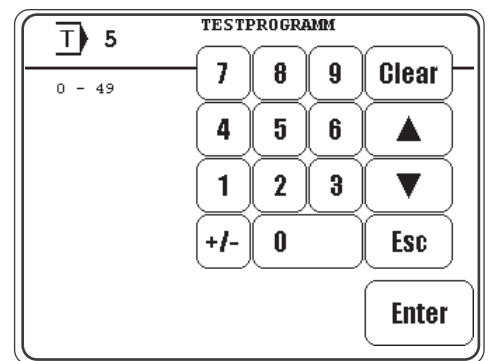 TESTPROGRAMM
T 5
7 8 9 Clear
0 - 49
4 5 6 ▲
1 2 3 ▼
+/- 0 Esc
Enter